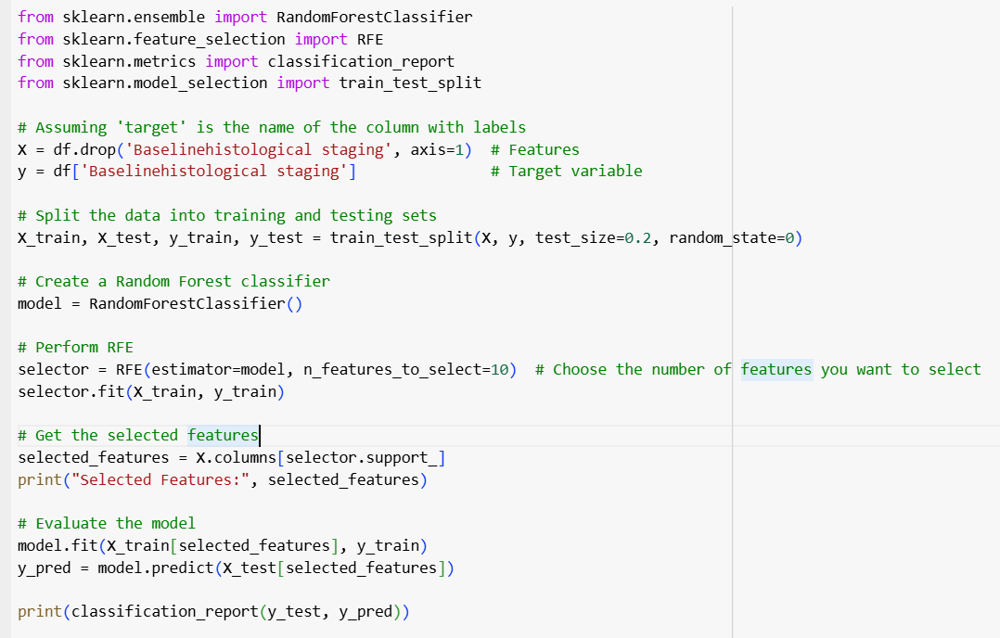 from sklearn.ensemble import RandomForestClassifier
from sklearn.feature_selection import RFE
from sklearn.metrics import classification_report
from sklearn.model_selection import train_test_split
# Assuming 'target' is the name of the column with labels
X = df.drop('Baselinehistological staging', axis=1)  # Features
y = df['Baselinehistological staging']               # Target variable
# Split the data into training and testing sets
X_train, X_test, y_train, y_test = train_test_split(X, y, test_size=0.2, random_state=0)
# Create a Random Forest classifier
model = RandomForestClassifier()
# Perform RFE
selector = RFE(estimator=model, n_features_to_select=10)  # Choose the number of features you want to select
selector.fit(X_train, y_train)
# Get the selected features
selected_features = X.columns[selector.support_]
print("Selected Features:", selected_features)
# Evaluate the model
model.fit(X_train[selected_features], y_train)
y_pred = model.predict(X_test[selected_features])
print(classification_report(y_test, y_pred))